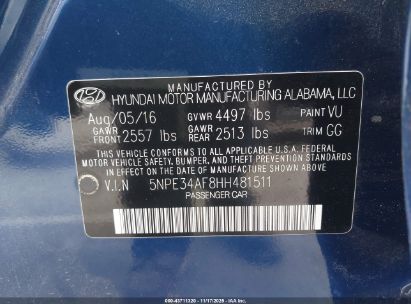 MANUFACTURED BY
HYUNDAI MOTOR MANUFACTURING ALABAMA, LLC
Aug/05/16 GVWR 4497 lbs PAINT VU
GAWR FRONT 2557 lbs GAWR REAR 2513 lbs TRIM GG
THIS VEHICLE CONFORMS TO ALL APPLICABLE U.S. FEDERAL
MOTOR VEHICLE SAFETY, BUMPER, AND THEFT PREVENTION
STANDARDS IN EFFECT ON THE DATE OF MANUFACTURE SHOWN ABOVE.
V.I.N 5NPE34AF8HH481511
PASSENGER CAR